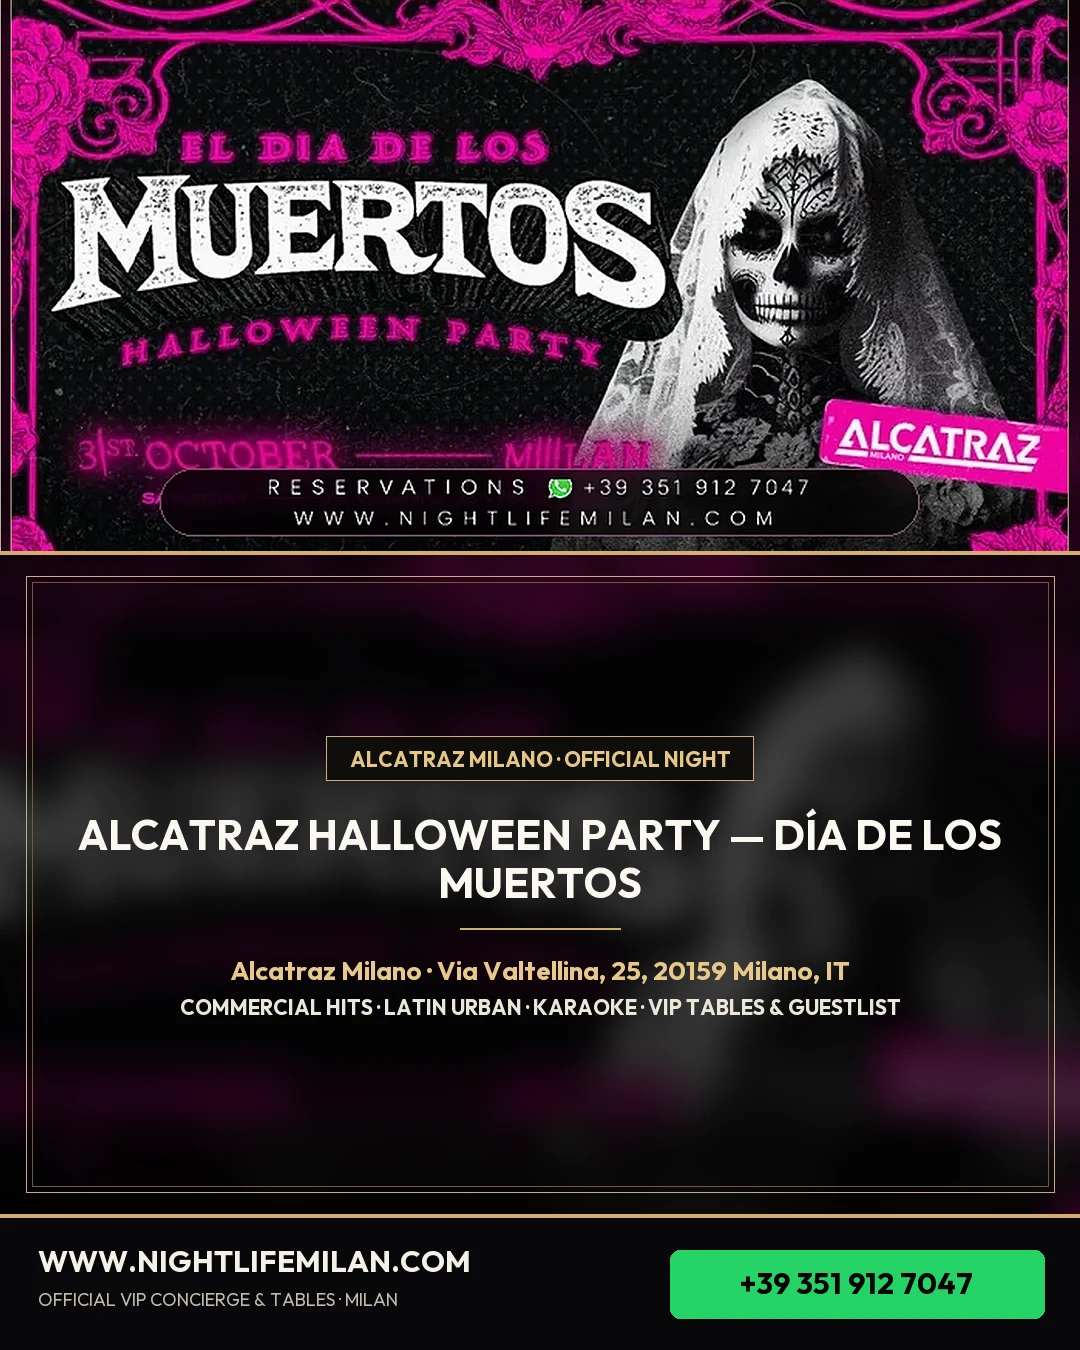 EL DIA DE LOS
MUERTOS
HALLOWEEN PARTY
31ST OCTOBER MILAN
ALCATRAZ
MILANO
RESERVATIONS +39 351 912 7047
WWW.NIGHTLIFEMILAN.COM
ALCATRAZ MILANO · OFFICIAL NIGHT
ALCATRAZ HALLOWEEN PARTY — DÍA DE LOS
MUERTOS
Alcatraz Milano · Via Valtellina, 25, 20159 Milano, IT
COMMERCIAL HITS · LATIN URBAN · KARAOKE · VIP TABLES & GUESTLIST
WWW.NIGHTLIFEMILAN.COM
+39 351 912 7047
OFFICIAL VIP CONCIERGE & TABLES · MILAN